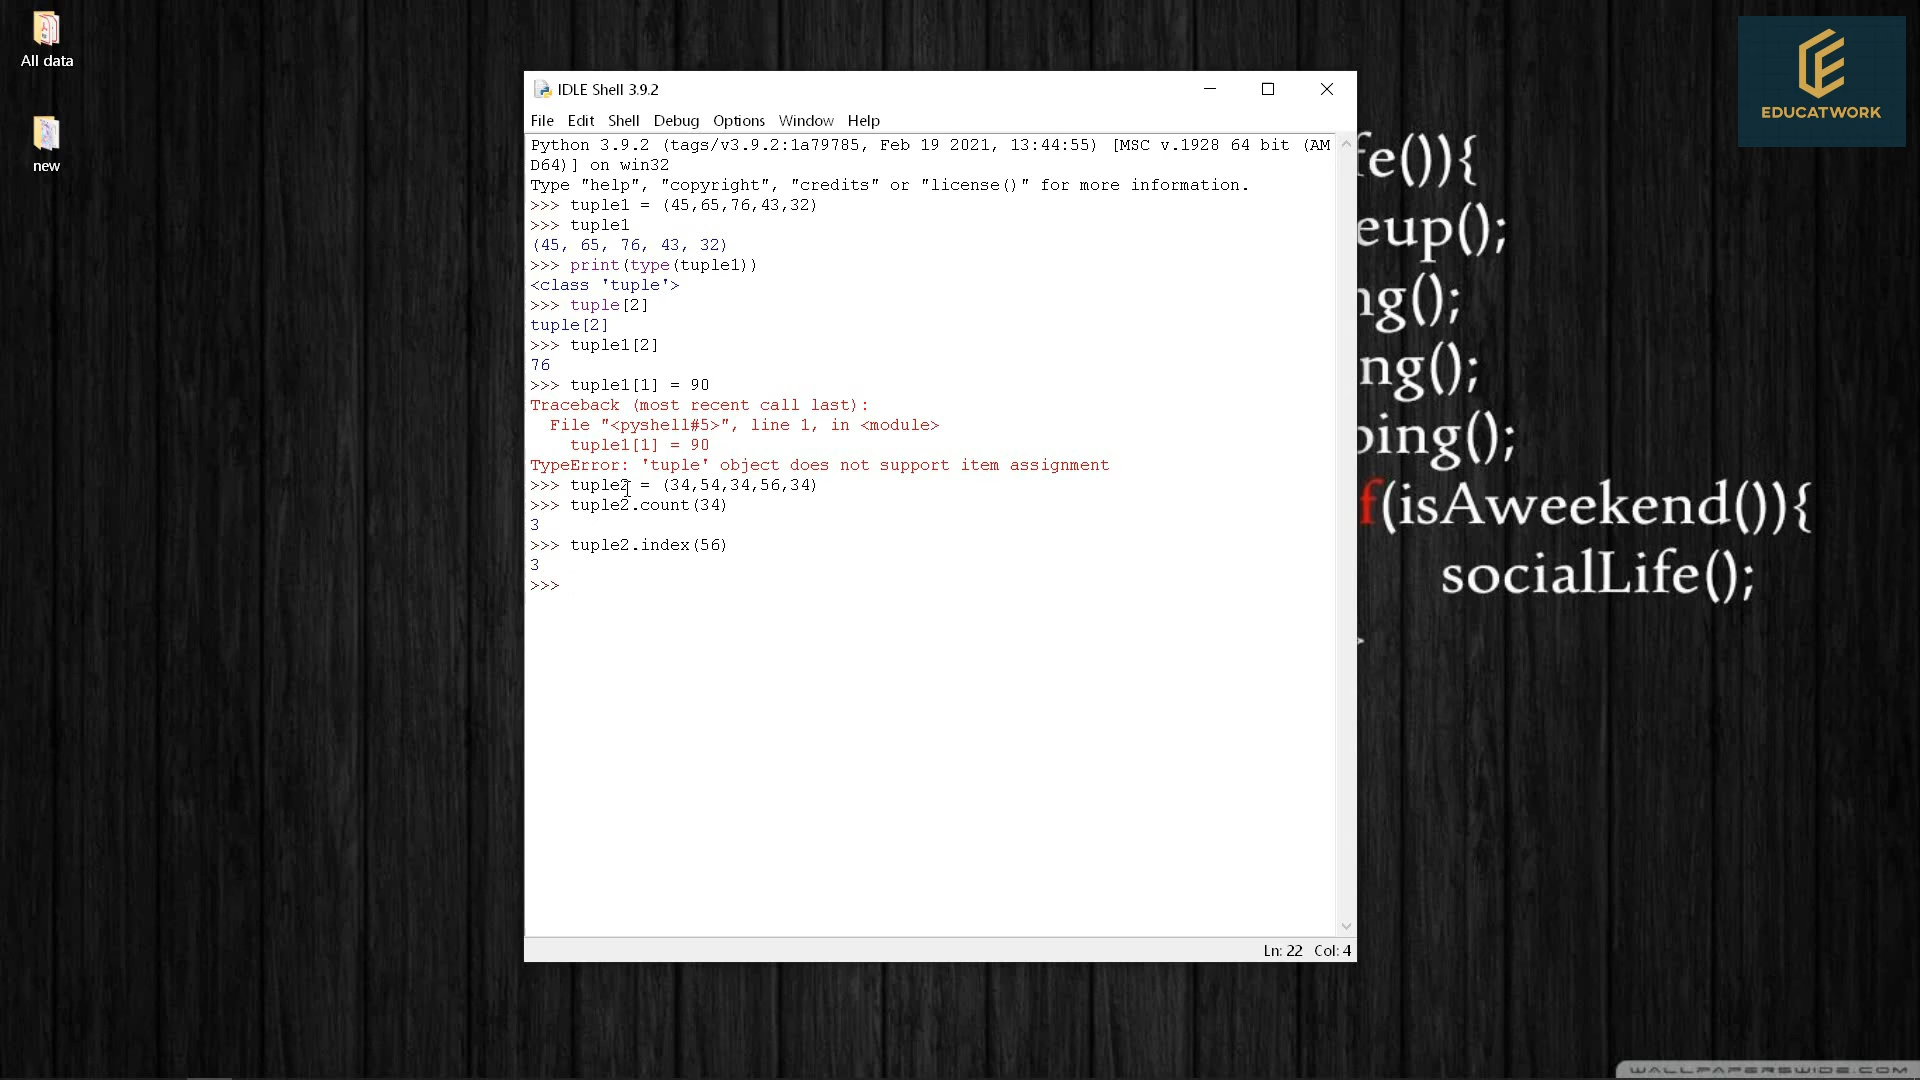 All data
new
EDUCATWORK
IDLE Shell 3.9.2
File Edit Shell Debug Options Window Help
Python 3.9.2 (tags/v3.9.2:1a79785, Feb 19 2021, 13:44:55) [MSC v.1928 64 bit (AM
D64)] on win32
Type "help", "copyright", "credits" or "license()" for more information.
>>> tuple1 = (45,65,76,43,32)
>>> tuple1
(45, 65, 76, 43, 32)
>>> print(type(tuple1))
<class 'tuple'>
>>> tuple[2]
tuple[2]
>>> tuple1[2]
76
>>> tuple1[1] = 90
Traceback (most recent call last):
  File "<pyshell#5>", line 1, in <module>
    tuple1[1] = 90
TypeError: 'tuple' object does not support item assignment
>>> tuple2 = (34,54,34,56,34)
>>> tuple2.count(34)
3
>>> tuple2.index(56)
3
>>>
Ln: 22 Col: 4
fe()){
eup();
ng();
ng();
ping();
f(isAweekend()){
socialLife();
>
WALLPAPERSWIDE.COM